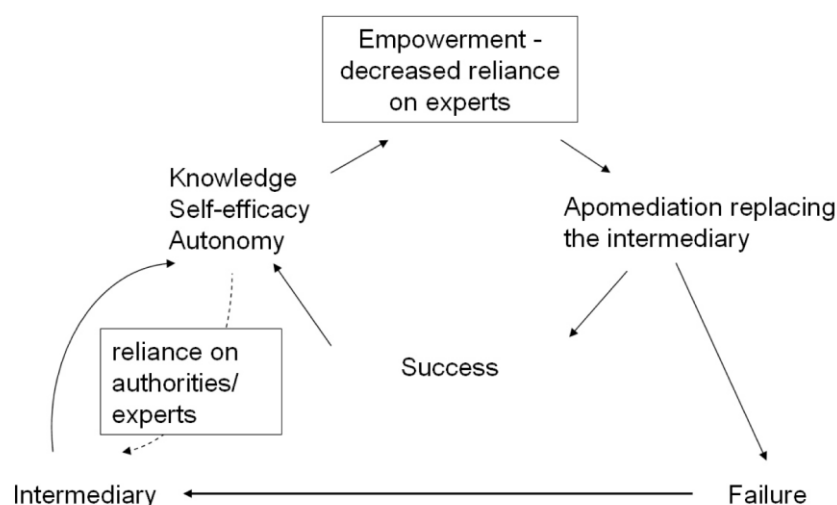 Empowerment -
decreased reliance
on experts
Knowledge
Self-efficacy
Autonomy
Apomediation replacing
the intermediary
reliance on
authorities/
experts
Success
Intermediary
Failure